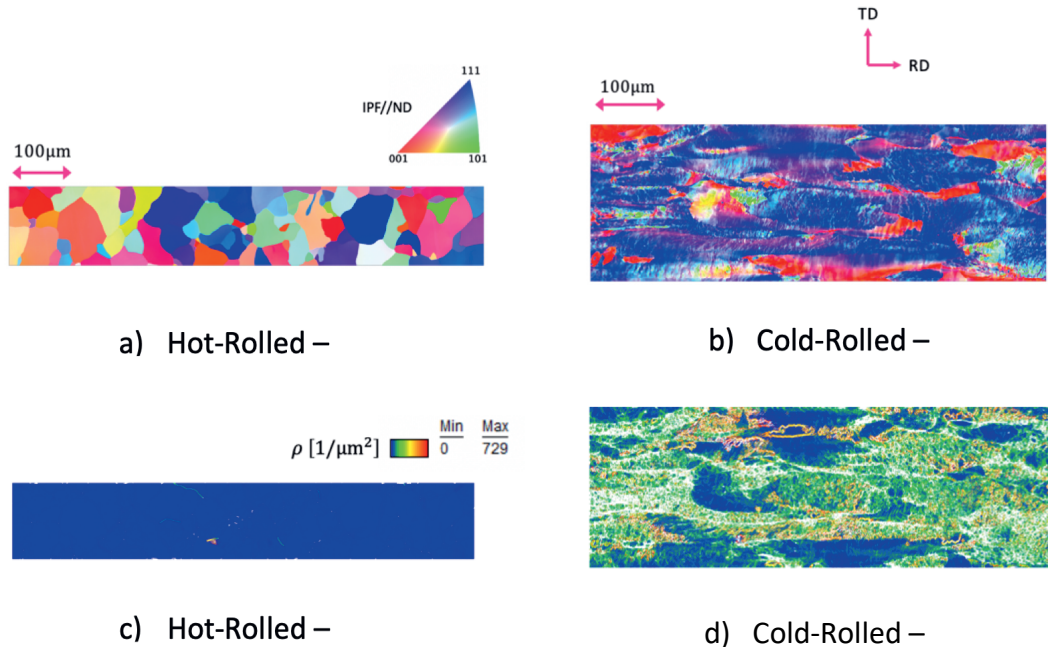 TD
RD
111
IPF//ND
001
101
100μm
100μm
a) Hot-Rolled –
b) Cold-Rolled –
Min Max
ρ [1/μm²] 0 729
c) Hot-Rolled –
d) Cold-Rolled –